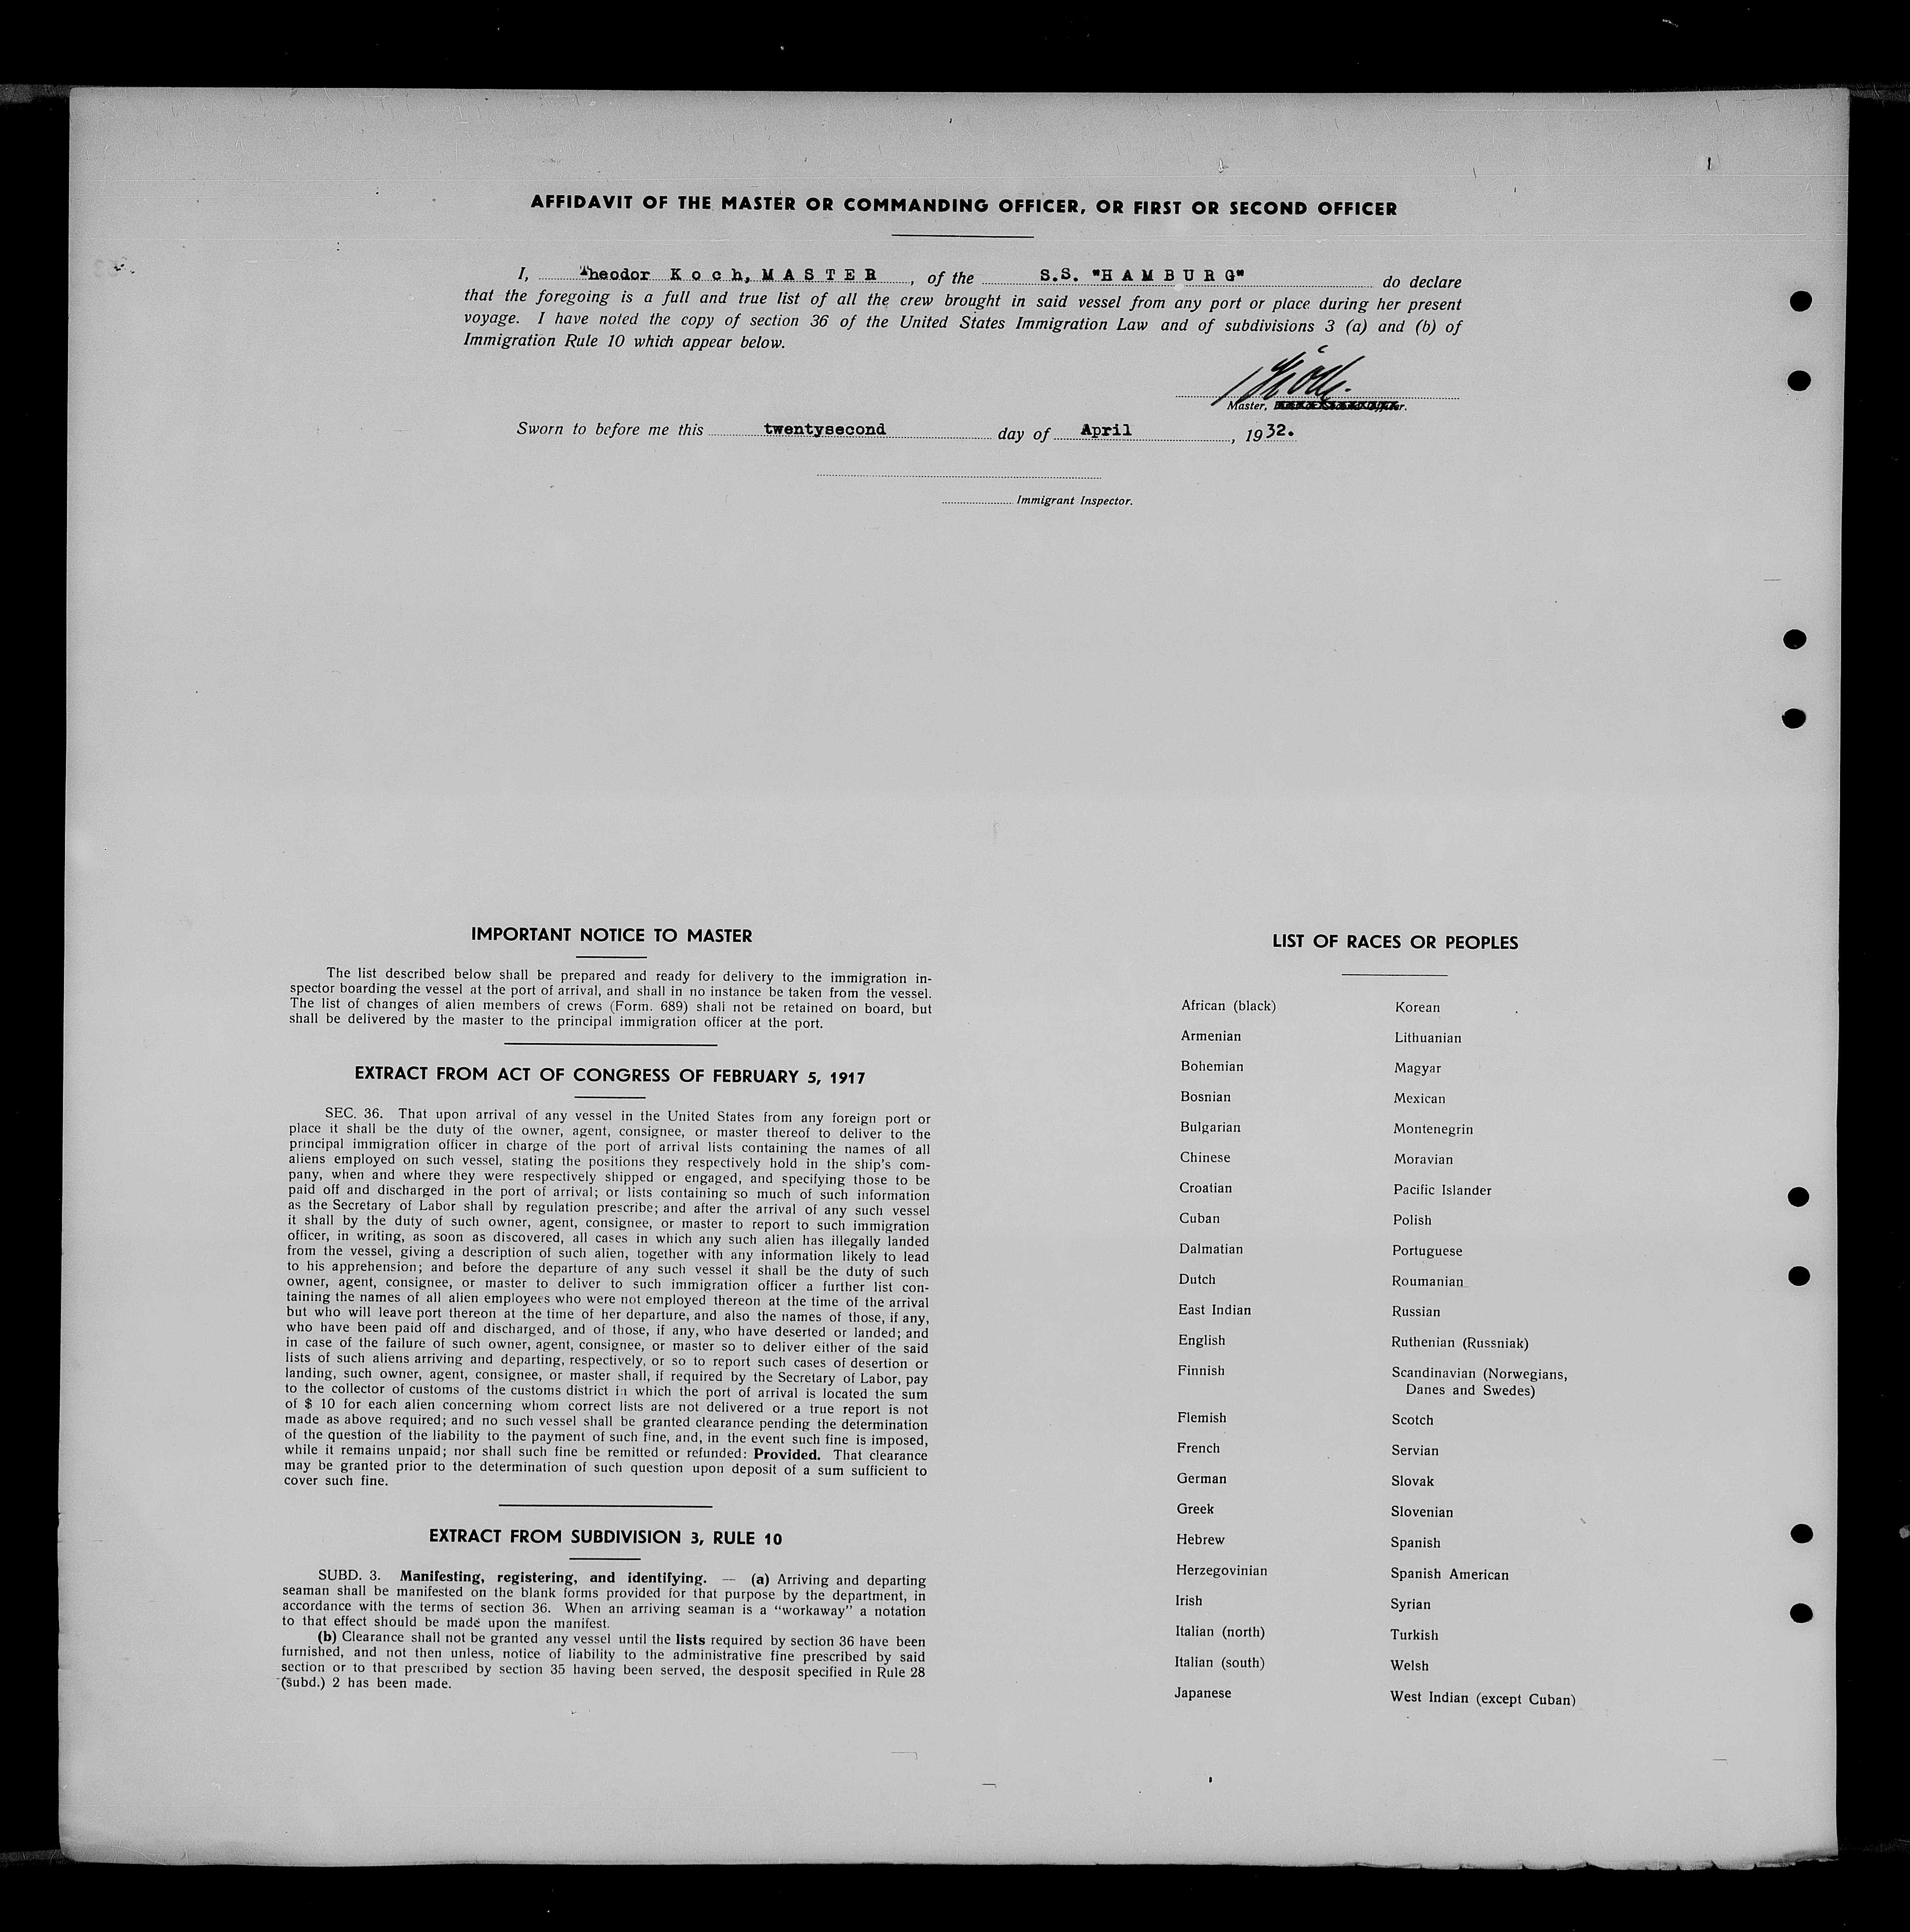 AFFIDAVIT OF THE MASTER OR COMMANDING OFFICER, OR FIRST OR SECOND OFFICER
I, Theodor K o c h, M A S T E R, of the S.S. "H A M B U R G" do declare
that the foregoing is a full and true list of all the crew brought in said vessel from any port or place during her present
voyage. I have noted the copy of section 36 of the United States Immigration Law and of subdivisions 3 (a) and (b) of
Immigration Rule 10 which appear below.
Master,
Sworn to before me this twentysecond day of April, 1932.
Immigrant Inspector.
IMPORTANT NOTICE TO MASTER
The list described below shall be prepared and ready for delivery to the immigration in-
spector boarding the vessel at the port of arrival, and shall in no instance be taken from the vessel.
The list of changes of alien members of crews (Form. 689) shall not be retained on board, but
shall be delivered by the master to the principal immigration officer at the port.
EXTRACT FROM ACT OF CONGRESS OF FEBRUARY 5, 1917
SEC. 36. That upon arrival of any vessel in the United States from any foreign port or
place it shall be the duty of the owner, agent, consignee, or master thereof to deliver to the
principal immigration officer in charge of the port of arrival lists containing the names of all
aliens employed on such vessel, stating the positions they respectively hold in the ship's com-
pany, when and where they were respectively shipped or engaged, and specifying those to be
paid off and discharged in the port of arrival; or lists containing so much of such information
as the Secretary of Labor shall by regulation prescribe; and after the arrival of any such vessel
it shall by the duty of such owner, agent, consignee, or master to report to such immigration
officer, in writing, as soon as discovered, all cases in which any such alien has illegally landed
from the vessel, giving a description of such alien, together with any information likely to lead
to his apprehension; and before the departure of any such vessel it shall be the duty of such
owner, agent, consignee, or master to deliver to such immigration officer a further list con-
taining the names of all alien employees who were not employed thereon at the time of the arrival
but who will leave port thereon at the time of her departure, and also the names of those, if any,
who have been paid off and discharged, and of those, if any, who have deserted or landed; and
in case of the failure of such owner, agent, consignee, or master so to deliver either of the said
lists of such aliens arriving and departing, respectively, or so to report such cases of desertion or
landing, such owner, agent, consignee, or master shall, if required by the Secretary of Labor, pay
to the collector of customs of the customs district in which the port of arrival is located the sum
of $ 10 for each alien concerning whom correct lists are not delivered or a true report is not
made as above required; and no such vessel shall be granted clearance pending the determination
of the question of the liability to the payment of such fine, and, in the event such fine is imposed,
while it remains unpaid; nor shall such fine be remitted or refunded: Provided. That clearance
may be granted prior to the determination of such question upon deposit of a sum sufficient to
cover such fine.
EXTRACT FROM SUBDIVISION 3, RULE 10
SUBD. 3. Manifesting, registering, and identifying. — (a) Arriving and departing
seaman shall be manifested on the blank forms provided for that purpose by the department, in
accordance with the terms of section 36. When an arriving seaman is a "workaway" a notation
to that effect should be made upon the manifest.
(b) Clearance shall not be granted any vessel until the lists required by section 36 have been
furnished, and not then unless, notice of liability to the administrative fine prescribed by said
section or to that prescribed by section 35 having been served, the desposit specified in Rule 28
(subd.) 2 has been made.
LIST OF RACES OR PEOPLES
African (black)
Armenian
Bohemian
Bosnian
Bulgarian
Chinese
Croatian
Cuban
Dalmatian
Dutch
East Indian
English
Finnish
Flemish
French
German
Greek
Hebrew
Herzegovinian
Irish
Italian (north)
Italian (south)
Japanese
Korean
Lithuanian
Magyar
Mexican
Montenegrin
Moravian
Pacific Islander
Polish
Portuguese
Roumanian
Russian
Ruthenian (Russniak)
Scandinavian (Norwegians,
Danes and Swedes)
Scotch
Servian
Slovak
Slovenian
Spanish
Spanish American
Syrian
Turkish
Welsh
West Indian (except Cuban)